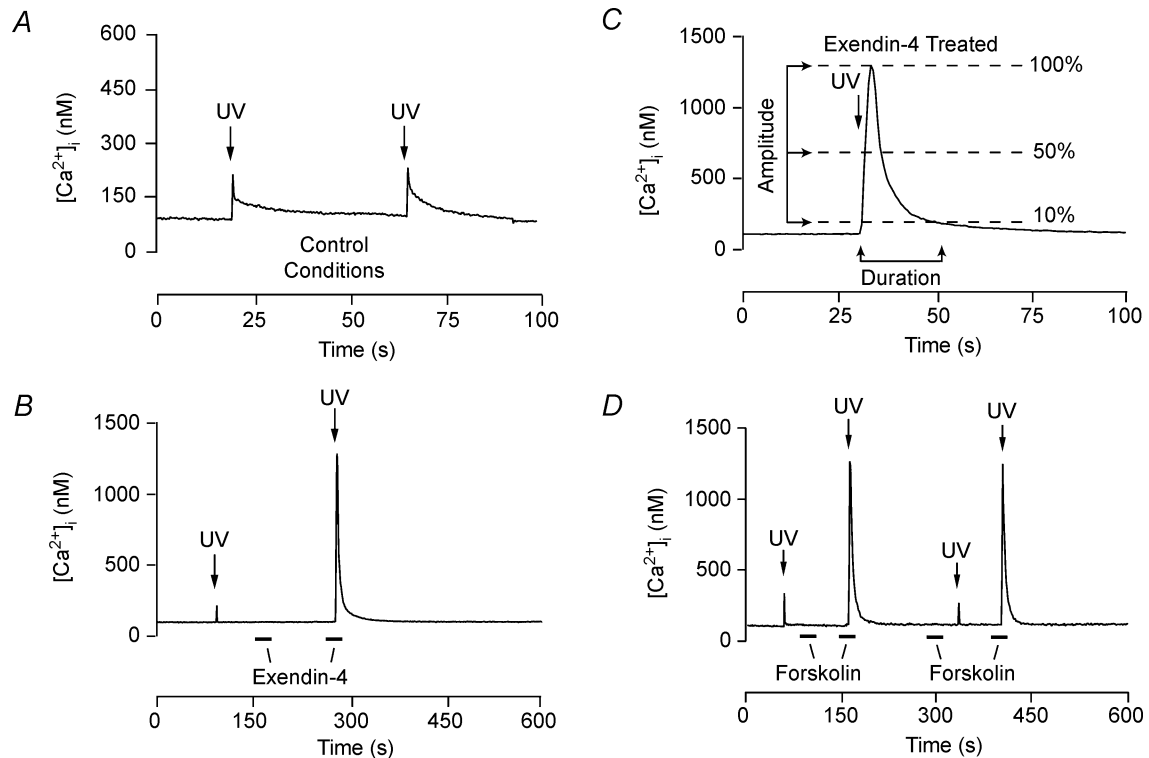 A
600
450
300
150
0
[Ca²⁺]ᵢ (nM)
UV
UV
Control
Conditions
0
25
50
75
100
Time (s)
B
1500
1000
500
0
[Ca²⁺]ᵢ (nM)
UV
UV
Exendin-4
0
150
300
450
600
Time (s)
C
1500
1000
500
0
[Ca²⁺]ᵢ (nM)
Exendin-4 Treated
UV
Amplitude
100%
50%
10%
Duration
0
25
50
75
100
Time (s)
D
1500
1000
500
0
[Ca²⁺]ᵢ (nM)
UV
UV
UV
UV
Forskolin
Forskolin
0
150
300
450
600
Time (s)